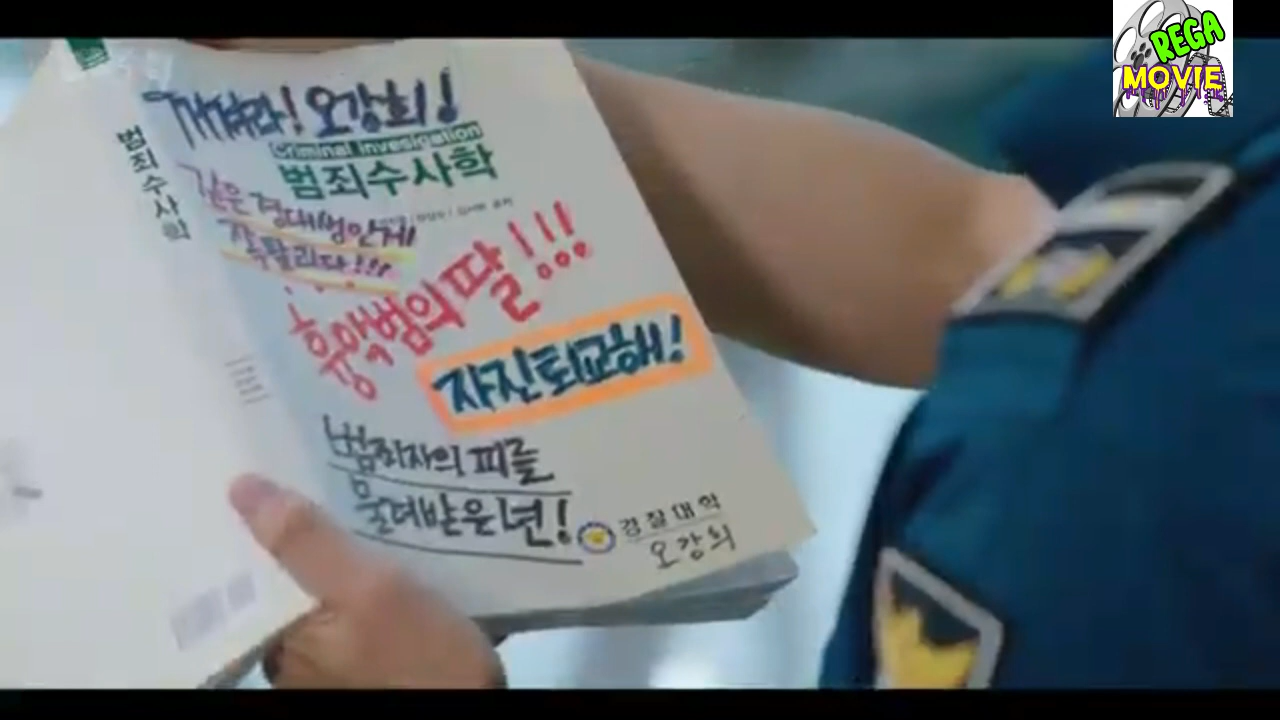 REGA
MOVIE
꺼져라! 오강희!
Criminal Invesigation
범죄수사학
범죄수사학
같은 경대생인게
쪽팔리다!!!
흉악범의 딸!!!
자진퇴교해!
범죄자의 피를
물려받은년!
경찰대학
오강희